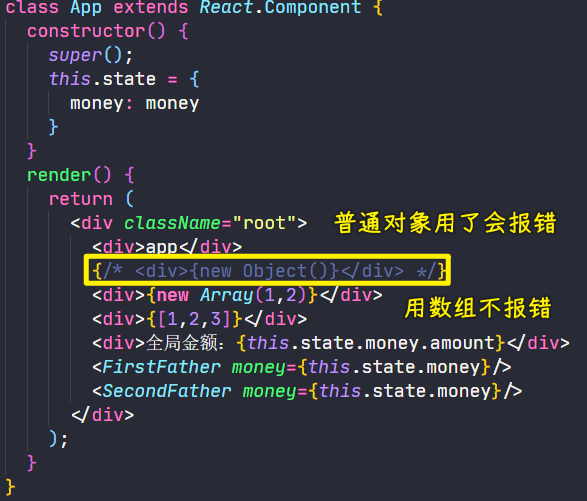 class App extends React.Component {
  constructor() {
    super();
    this.state = {
      money: money
    }
  }
  render() {
    return (
      <div className="root">
普通对象用了会报错
        <div>app</div>
        {/* <div>{new Object()}</div> */}
        <div>{new Array(1,2)}</div>
用数组不报错
        <div>{[1,2,3]}</div>
        <div>全局金额: {this.state.money.amount}</div>
        <FirstFather money={this.state.money}/>
        <SecondFather money={this.state.money}/>
      </div>
    );
  }
}